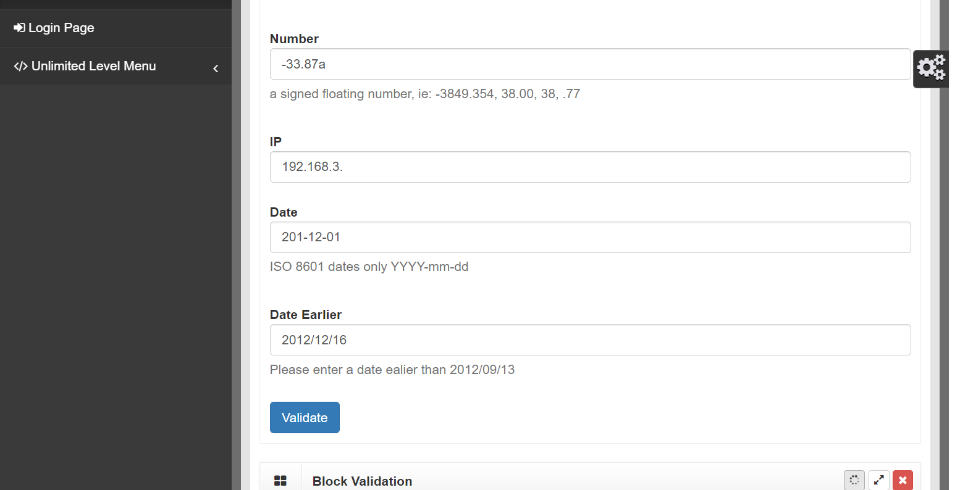 Login Page
Unlimited Level Menu
Number
-33.87a
a signed floating number, ie: -3849.354, 38.00, 38, .77
IP
192.168.3.
Date
201-12-01
ISO 8601 dates only YYYY-mm-dd
Date Earlier
2012/12/16
Please enter a date ealier than 2012/09/13
Validate
Block Validation